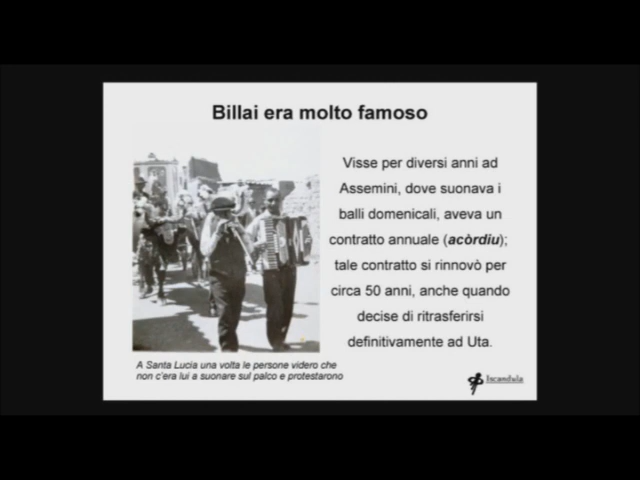 Billai era molto famoso
Visse per diversi anni ad
Assemini, dove suonava i
balli domenicali, aveva un
contratto annuale (acòrdiu);
tale contratto si rinnovò per
circa 50 anni, anche quando
decise di ritrasferirsi
definitivamente ad Uta.
A Santa Lucia una volta le persone videro che
non c'era lui a suonare sul palco e protestarono
Iscandula